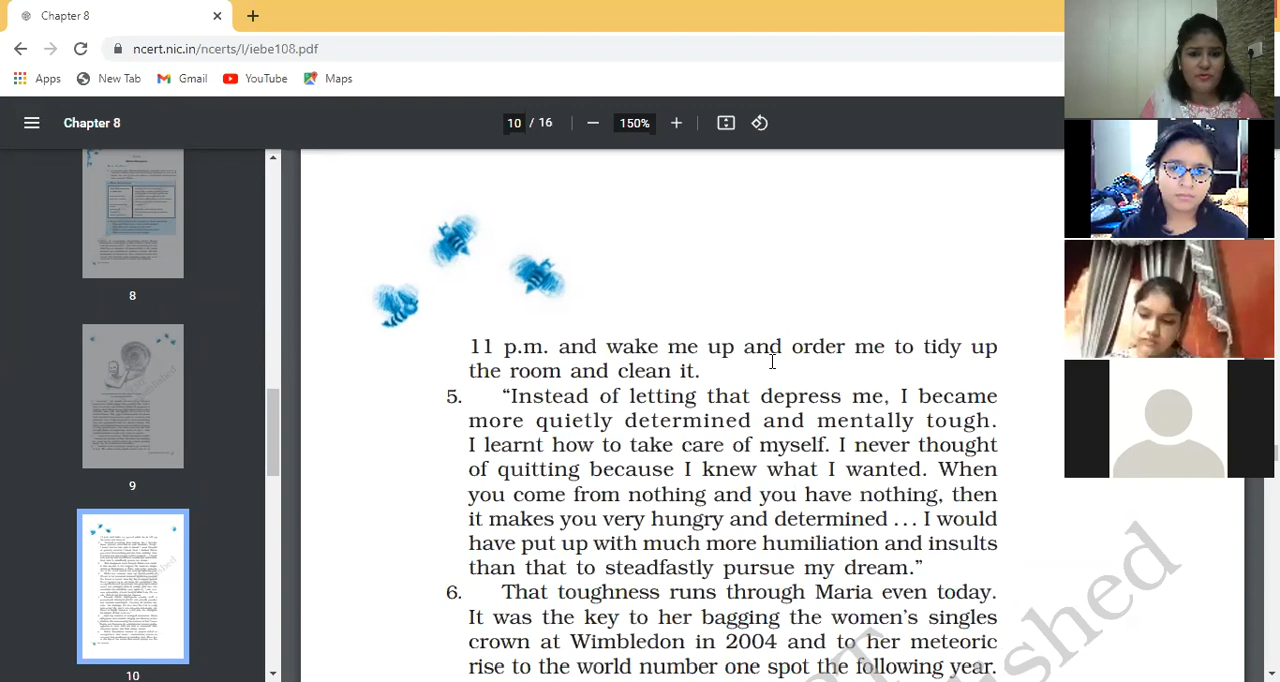 Chapter 8
ncert.nic.in/ncerts/l/iebe108.pdf
Apps New Tab Gmail YouTube Maps
Chapter 8
10 / 16
150%
8
9
10
11 p.m. and wake me up and order me to tidy up
the room and clean it.
5. “Instead of letting that depress me, I became
more quietly determined and mentally tough.
I learnt how to take care of myself. I never thought
of quitting because I knew what I wanted. When
you come from nothing and you have nothing, then
it makes you very hungry and determined ... I would
have put up with much more humiliation and insults
than that to steadfastly pursue my dream.”
6. That toughness runs through Maria even today.
It was the key to her bagging the women’s singles
crown at Wimbledon in 2004 and to her meteoric
rise to the world number one spot the following year.